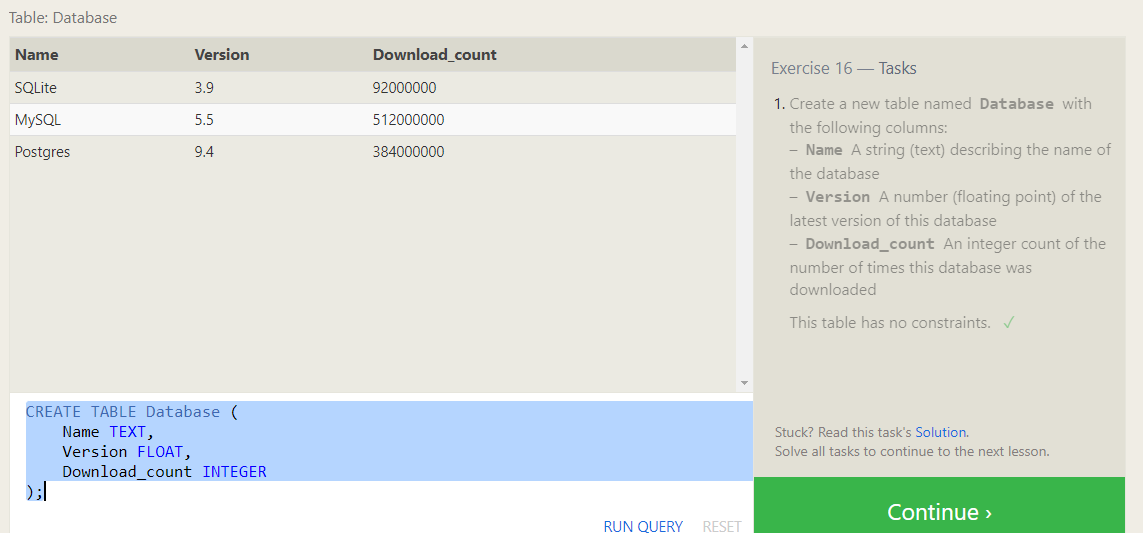 Table: Database
Name Version Download_count
SQLite 3.9 92000000
MySQL 5.5 512000000
Postgres 9.4 384000000
CREATE TABLE Database (
    Name TEXT,
    Version FLOAT,
    Download_count INTEGER
);
RUN QUERY RESET
Exercise 16 — Tasks
1. Create a new table named Database with
the following columns:
– Name A string (text) describing the name of
the database
– Version A number (floating point) of the
latest version of this database
– Download_count An integer count of the
number of times this database was
downloaded
This table has no constraints. ✓
Stuck? Read this task's Solution.
Solve all tasks to continue to the next lesson.
Continue ›